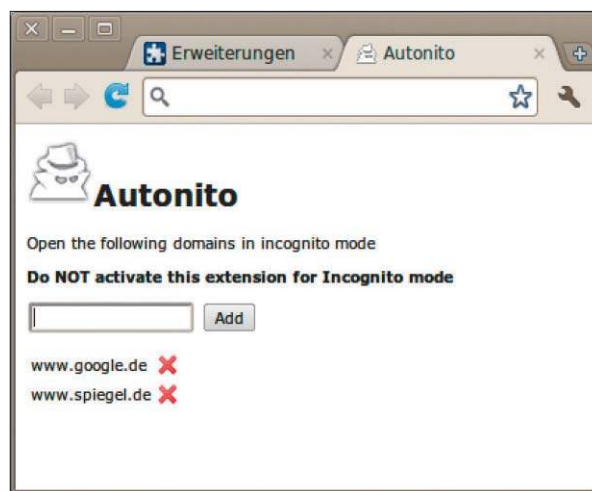 Erweiterungen
Autonito
Autonito
Open the following domains in incognito mode
Do NOT activate this extension for Incognito mode
Add
www.google.de
www.spiegel.de